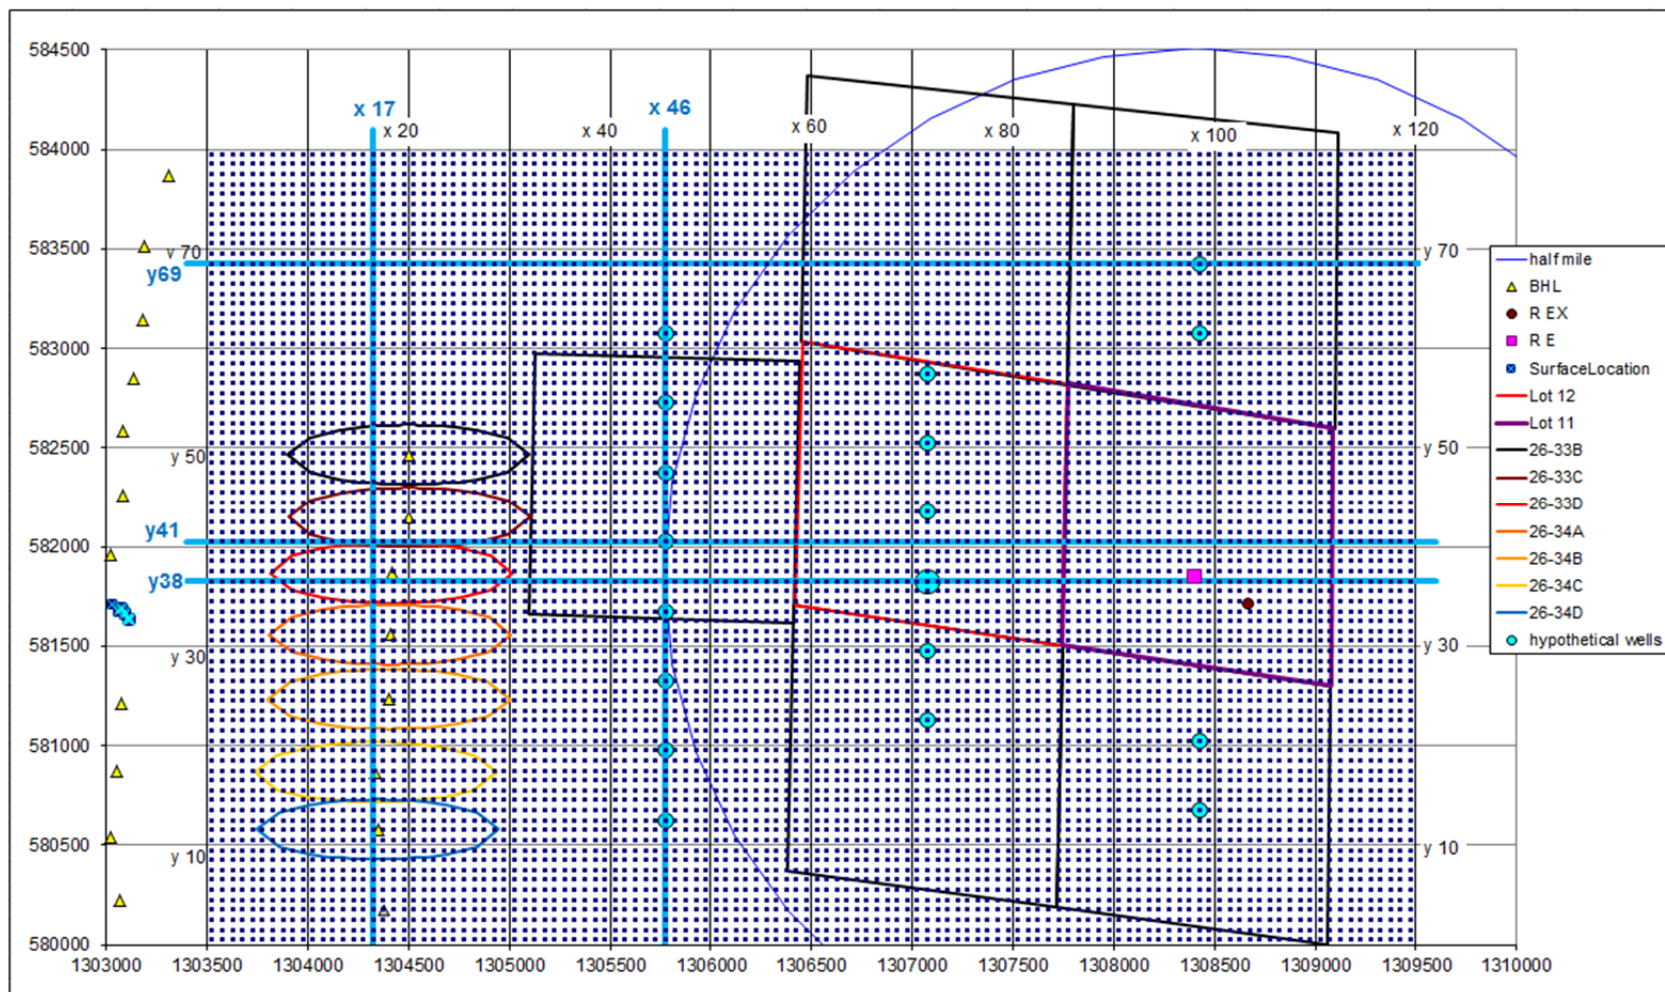 584500
x 17
x 46
x 20
x 40
x 60
x 80
x 100
x 120
584000
583500
y 70
y69
y 70
583000
582500
y 50
y 50
582000
y41
y38
581500
y 30
y 30
581000
580500
y 10
y 10
580000
1303000 1303500 1304000 1304500 1305000 1305500 1306000 1306500 1307000 1307500 1308000 1308500 1309000 1309500 1310000
half mile
BHL
R EX
R E
SurfaceLocation
Lot 12
Lot 11
26-33B
26-33C
26-33D
26-34A
26-34B
26-34C
26-34D
hypothetical wells